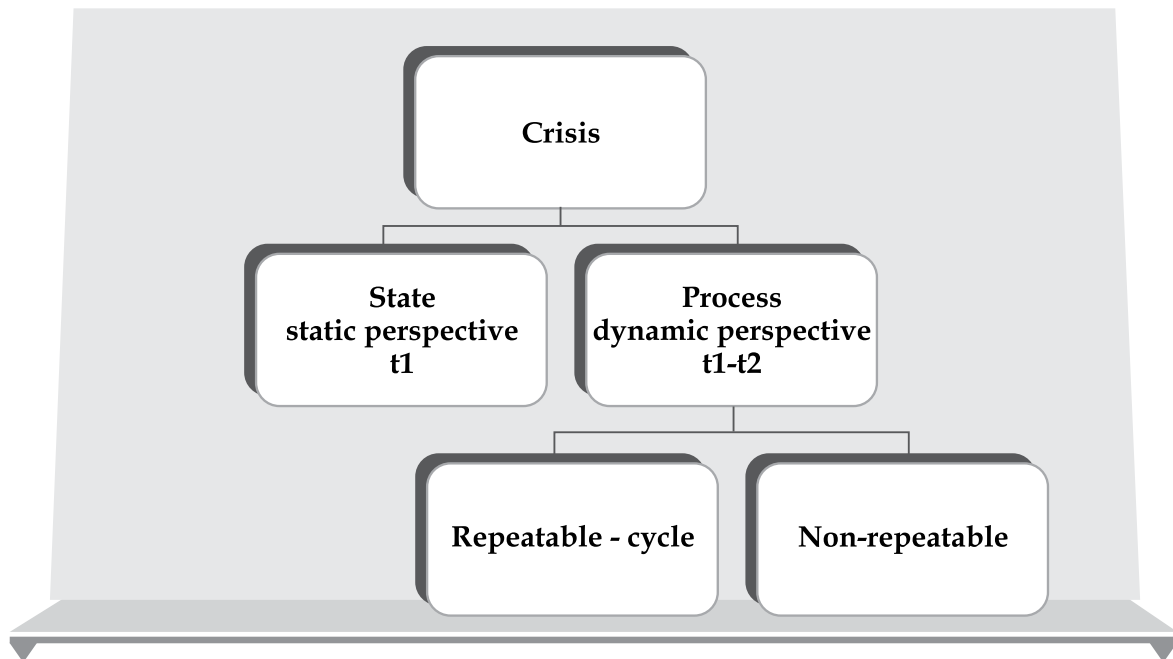 Crisis
State
static perspective
t1
Process
dynamic perspective
t1-t2
Repeatable - cycle
Non-repeatable